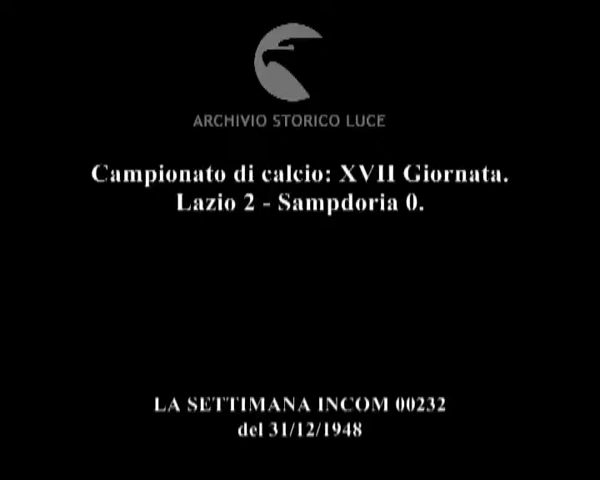 ARCHIVIO STORICO LUCE
Campionato di calcio: XVII Giornata.
Lazio 2 - Sampdoria 0.
LA SETTIMANA INCOM 00232
del 31/12/1948